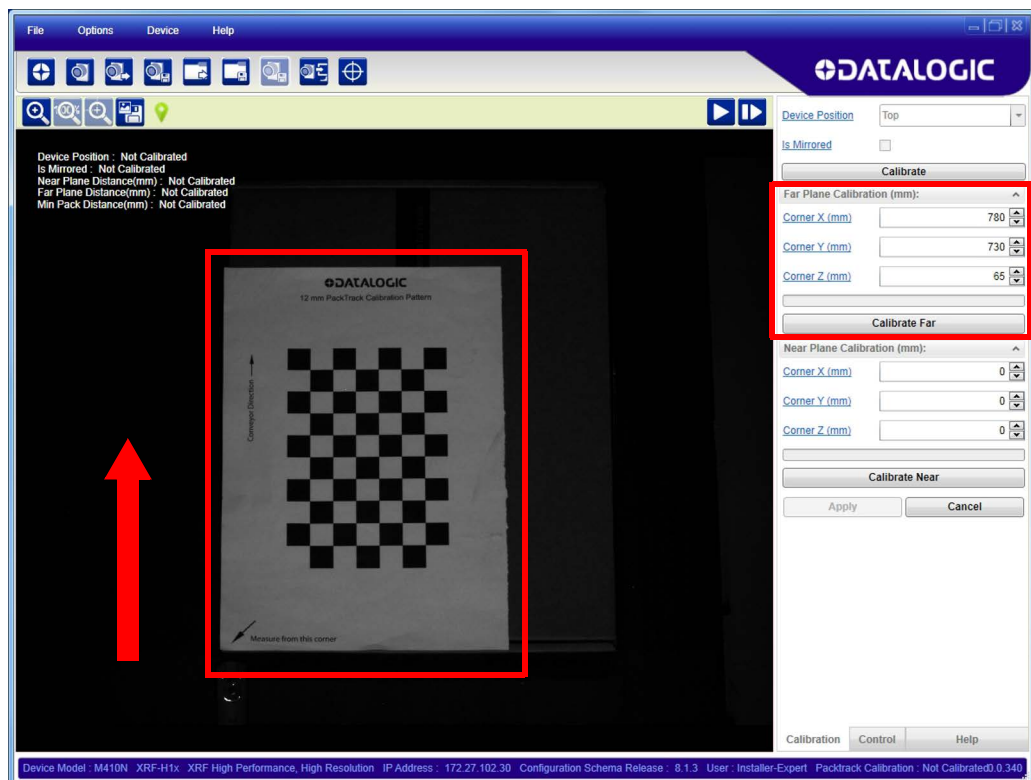 File Options Device Help
DATALOGIC
100%
Device Position Top
Is Mirrored
Calibrate
Far Plane Calibration (mm):
Corner X (mm) 780
Corner Y (mm) 730
Corner Z (mm) 65
Calibrate Far
Near Plane Calibration (mm):
Corner X (mm) 0
Corner Y (mm) 0
Corner Z (mm) 0
Calibrate Near
Apply Cancel
Calibration Control Help
Device Position : Not Calibrated
Is Mirrored : Not Calibrated
Near Plane Distance(mm) : Not Calibrated
Far Plane Distance(mm) : Not Calibrated
Min Pack Distance(mm) : Not Calibrated
DATALOGIC
12 mm PackTrack Calibration Pattern
Conveyor Direction
Measure from this corner
Device Model : M410N XRF-H1x XRF High Performance, High Resolution IP Address : 172.27.102.30 Configuration Schema Release : 8.1.3 User : Installer-Expert Packtrack Calibration : Not Calibrated0.0.340